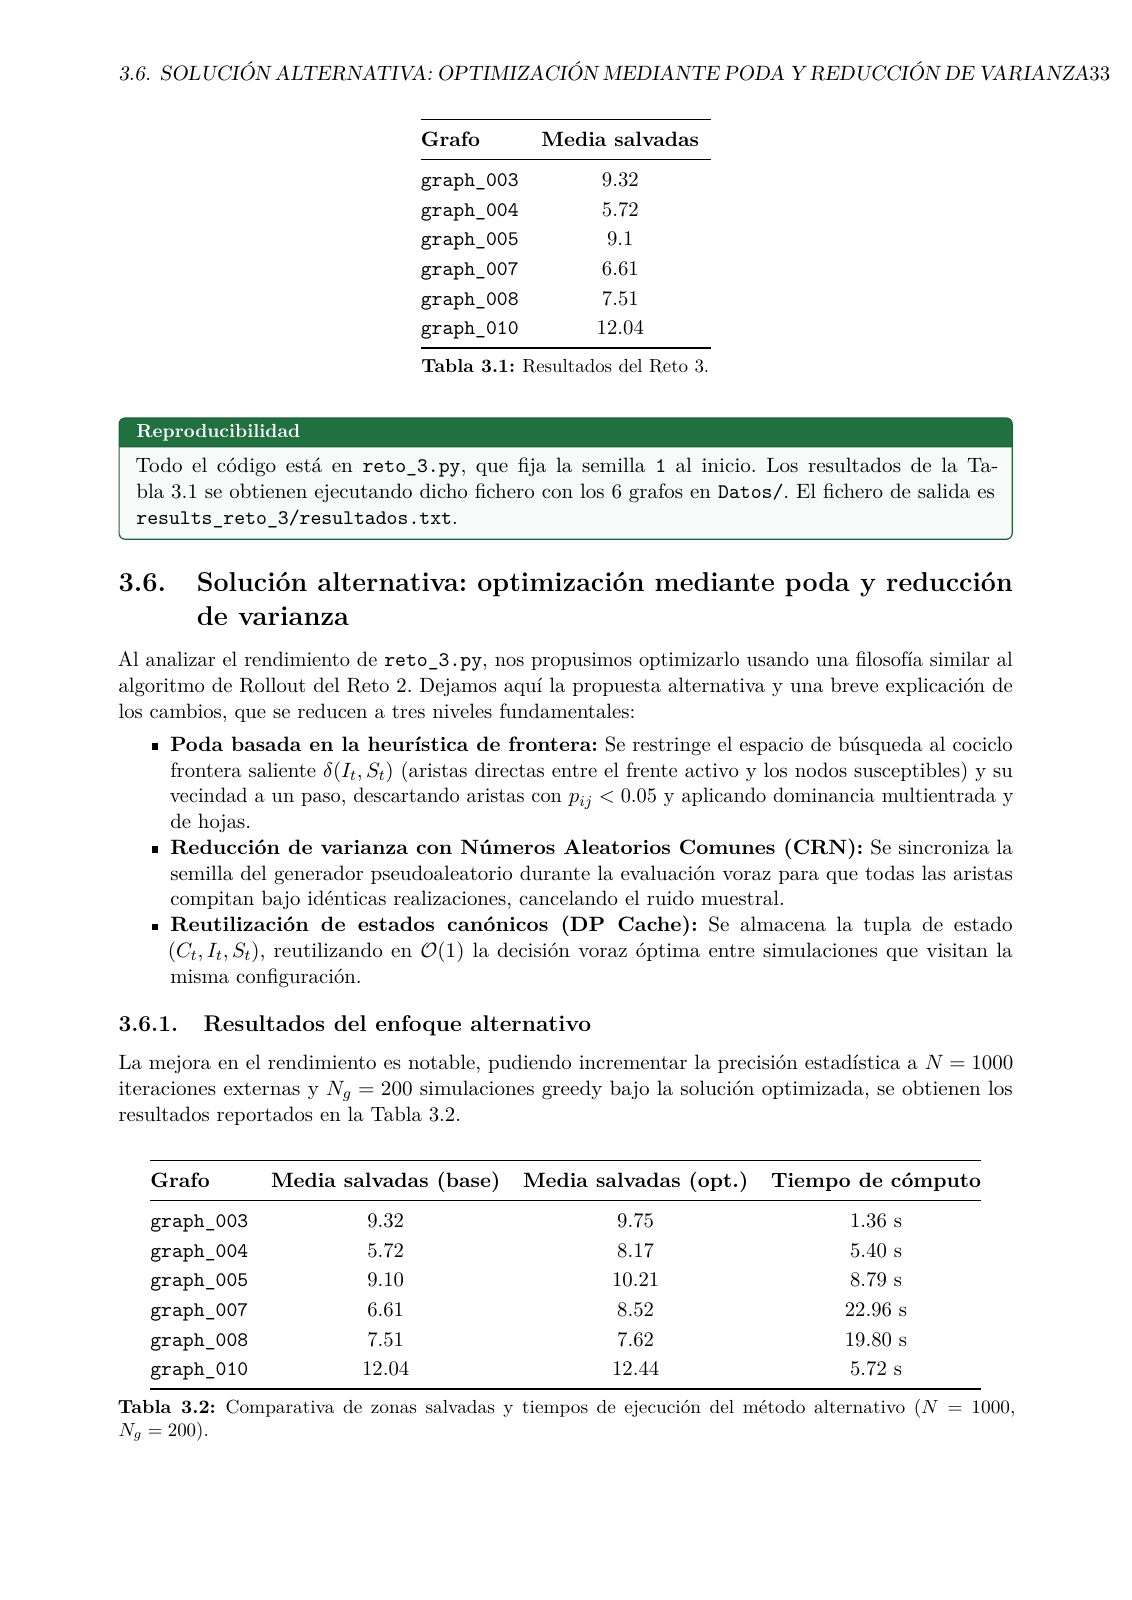 3.6. SOLUCIÓN ALTERNATIVA: OPTIMIZACIÓN MEDIANTE PODA Y REDUCCIÓN DE VARIANZA33
Grafo Media salvadas
graph_003 9.32
graph_004 5.72
graph_005 9.1
graph_007 6.61
graph_008 7.51
graph_010 12.04
Tabla 3.1: Resultados del Reto 3.
Reproducibilidad
Todo el código está en reto_3.py, que fija la semilla 1 al inicio. Los resultados de la Ta-
bla 3.1 se obtienen ejecutando dicho fichero con los 6 grafos en Datos/. El fichero de salida es
results_reto_3/resultados.txt.
3.6. Solución alternativa: optimización mediante poda y reducción
de varianza
Al analizar el rendimiento de reto_3.py, nos propusimos optimizarlo usando una filosofía similar al
algoritmo de Rollout del Reto 2. Dejamos aquí la propuesta alternativa y una breve explicación de
los cambios, que se reducen a tres niveles fundamentales:
▪ Poda basada en la heurística de frontera: Se restringe el espacio de búsqueda al cociclo
frontera saliente δ(I_t, S_t) (aristas directas entre el frente activo y los nodos susceptibles) y su
vecindad a un paso, descartando aristas con p_{ij} < 0.05 y aplicando dominancia multientrada y
de hojas.
▪ Reducción de varianza con Números Aleatorios Comunes (CRN): Se sincroniza la
semilla del generador pseudoaleatorio durante la evaluación voraz para que todas las aristas
compitan bajo idénticas realizaciones, cancelando el ruido muestral.
▪ Reutilización de estados canónicos (DP Cache): Se almacena la tupla de estado
(C_t, I_t, S_t), reutilizando en 𝒪(1) la decisión voraz óptima entre simulaciones que visitan la
misma configuración.
3.6.1. Resultados del enfoque alternativo
La mejora en el rendimiento es notable, pudiendo incrementar la precisión estadística a N = 1000
iteraciones externas y N_g = 200 simulaciones greedy bajo la solución optimizada, se obtienen los
resultados reportados en la Tabla 3.2.
Grafo Media salvadas (base) Media salvadas (opt.) Tiempo de cómputo
graph_003 9.32 9.75 1.36 s
graph_004 5.72 8.17 5.40 s
graph_005 9.10 10.21 8.79 s
graph_007 6.61 8.52 22.96 s
graph_008 7.51 7.62 19.80 s
graph_010 12.04 12.44 5.72 s
Tabla 3.2: Comparativa de zonas salvadas y tiempos de ejecución del método alternativo (N = 1000,
N_g = 200).